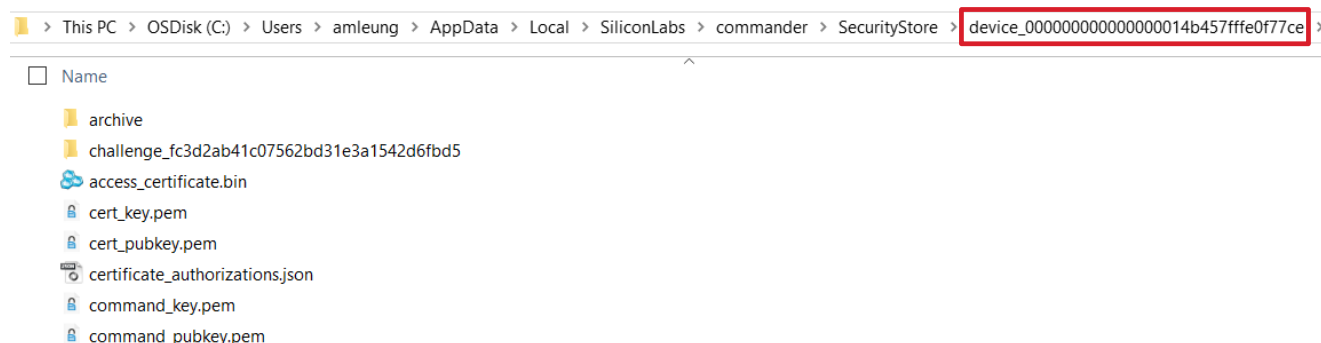 This PC > OSDisk (C:) > Users > amleung > AppData > Local > SiliconLabs > commander > SecurityStore > device_000000000000000014b457fffe0f77ce >
Name
archive
challenge_fc3d2ab41c07562bd31e3a1542d6fbd5
access_certificate.bin
cert_key.pem
cert_pubkey.pem
certificate_authorizations.json
command_key.pem
command_pubkey.pem